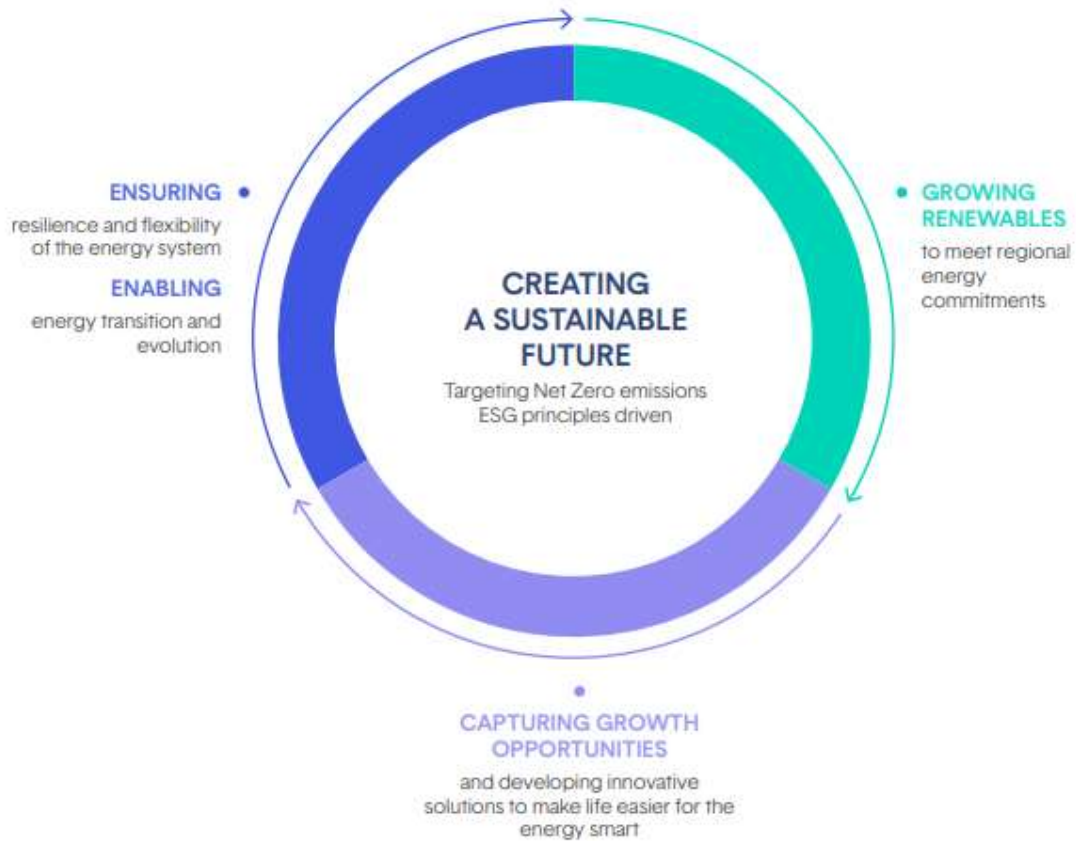 ENSURING
resilience and flexibility
of the energy system
ENABLING
energy transition and
evolution
CREATING
A SUSTAINABLE
FUTURE
Targeting Net Zero emissions
ESG principles driven
GROWING
RENEWABLES
to meet regional
energy
commitments
CAPTURING GROWTH
OPPORTUNITIES
and developing innovative
solutions to make life easier for the
energy smart